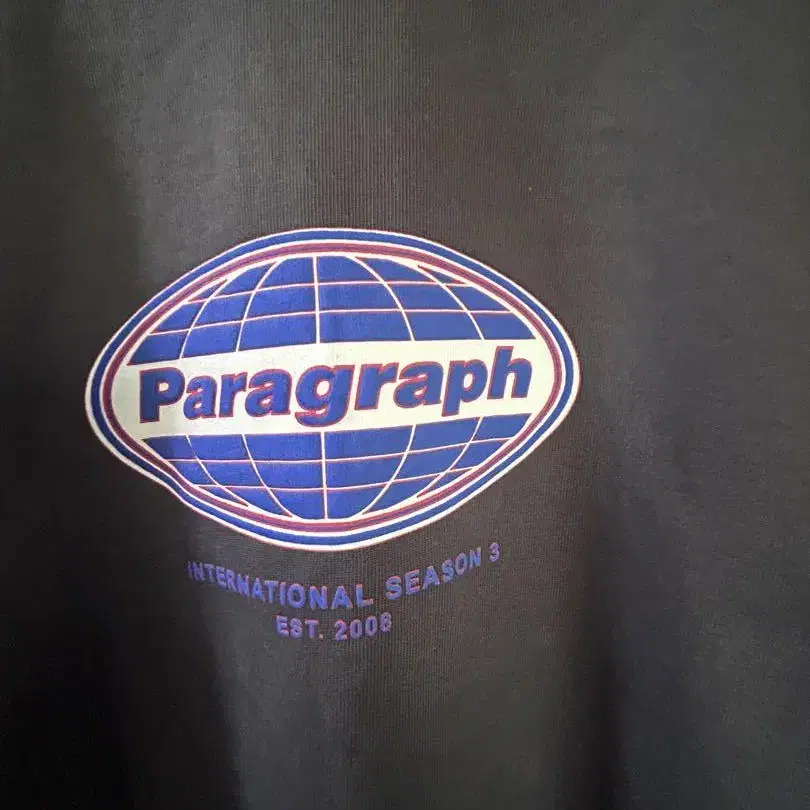 Paragraph
INTERNATIONAL SEASON 3
EST. 2008